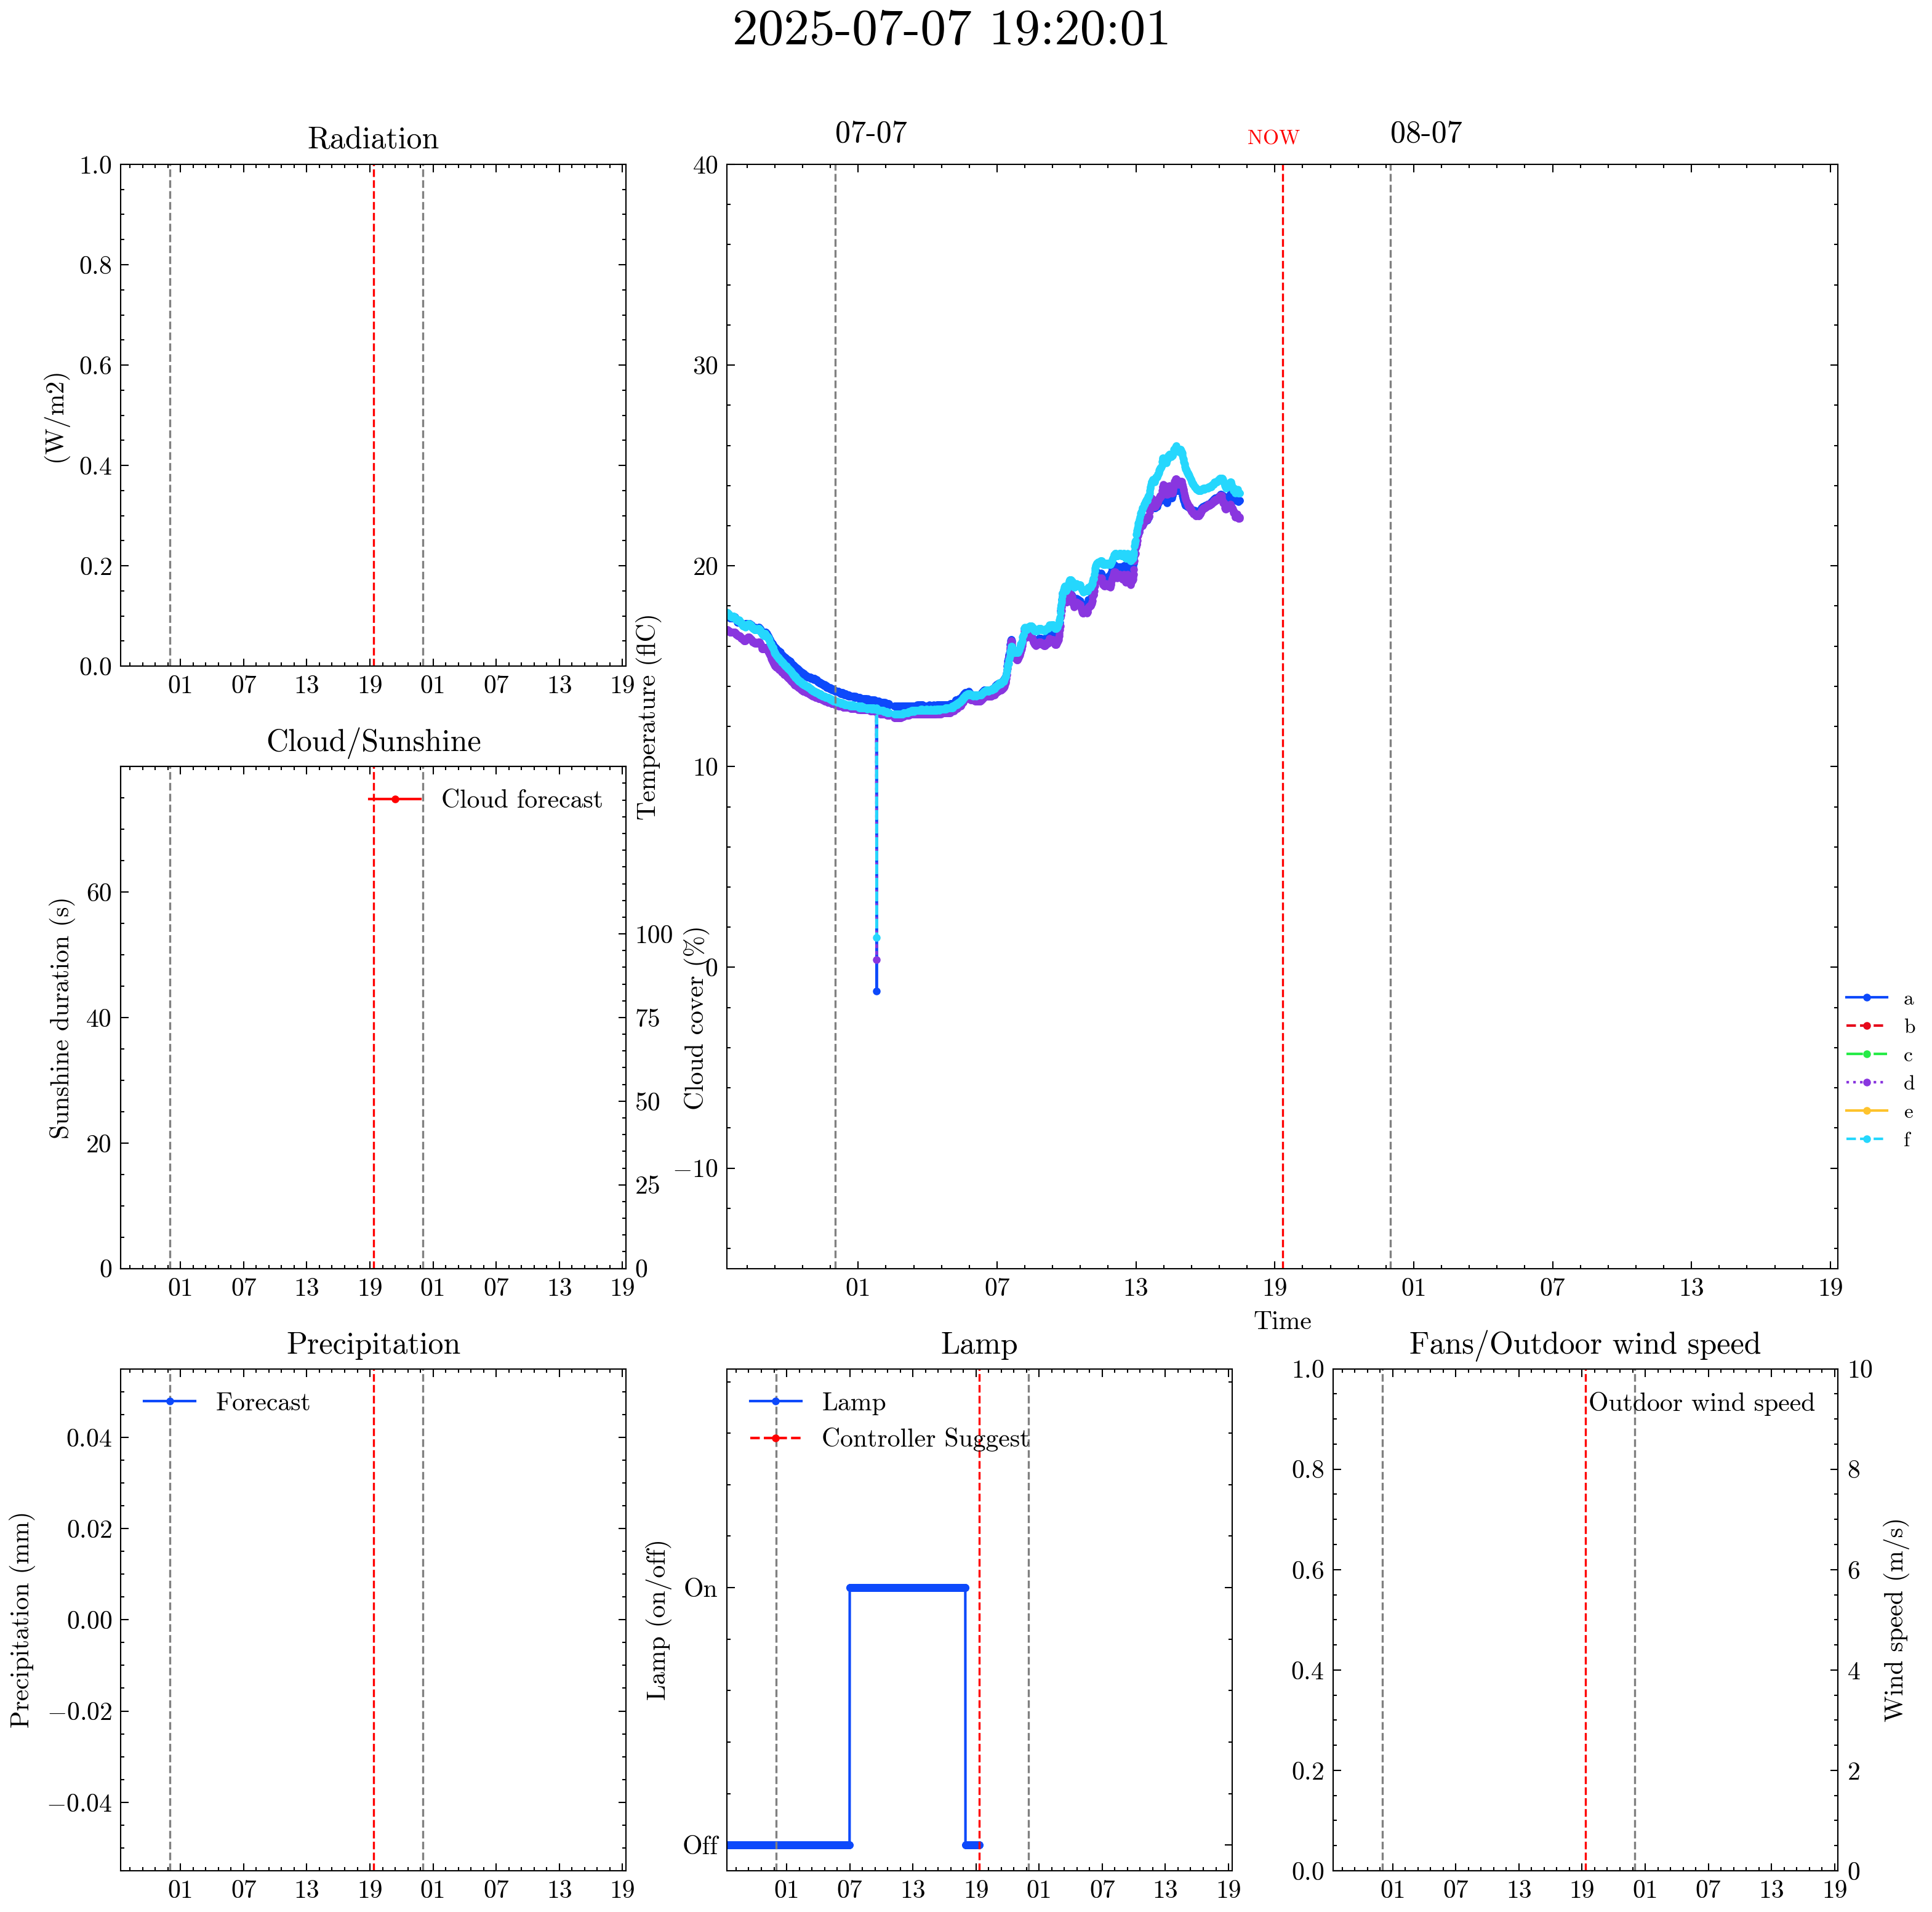 2025-07-07 19:20:01
Radiation
1.0
0.8
0.6
0.4
0.2
0.0
(W/m2)
01 07 13 19 01 07 13 19
07-07
NOW
08-07
40
30
20
10
0
−10
Temperature (flC)
01 07 13 19 01 07 13 19
Time
a
b
c
d
e
f
Cloud/Sunshine
Cloud forecast
60
40
20
0
Sunshine duration (s)
100
75
50
25
0
Cloud cover (%)
01 07 13 19 01 07 13 19
Precipitation
Forecast
0.04
0.02
0.00
−0.02
−0.04
Precipitation (mm)
01 07 13 19 01 07 13 19
Lamp
Lamp
Controller Suggest
On
Off
Lamp (on/off)
01 07 13 19 01 07 13 19
Fans/Outdoor wind speed
Outdoor wind speed
1.0
0.8
0.6
0.4
0.2
0.0
10
8
6
4
2
0
Wind speed (m/s)
01 07 13 19 01 07 13 19